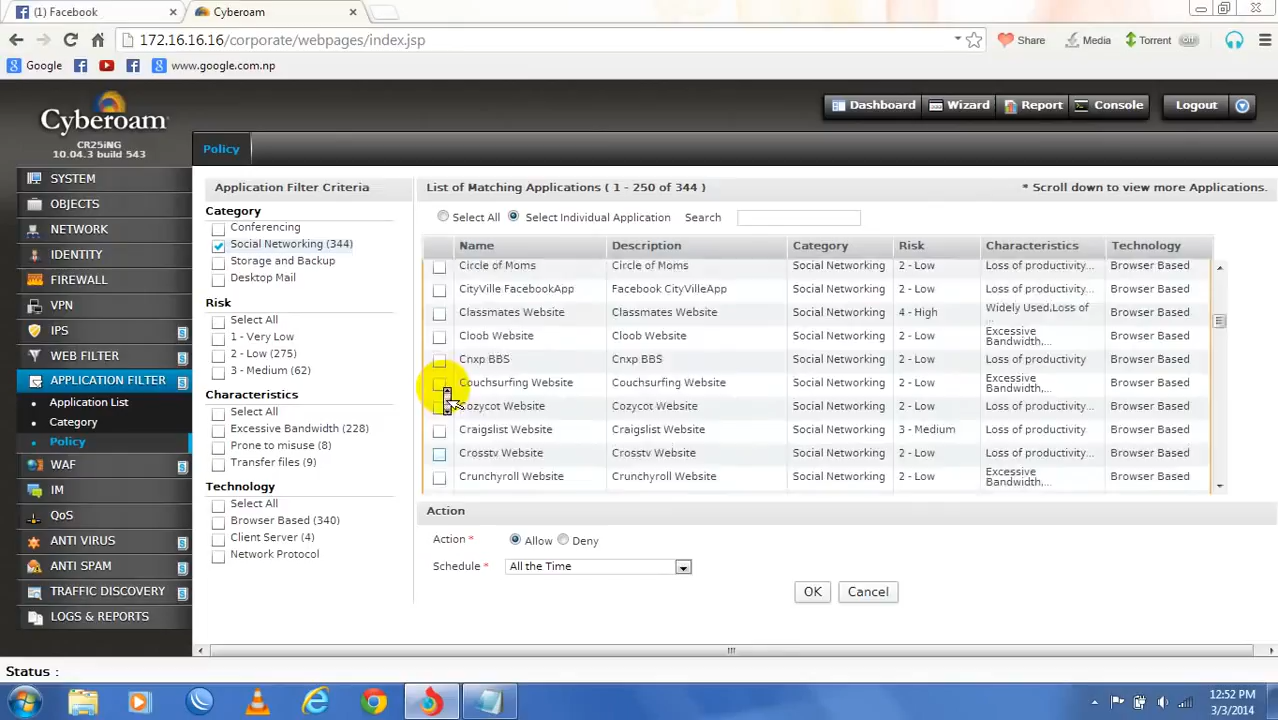 (1) Facebook
Cyberoam
172.16.16.16/corporate/webpages/index.jsp
Share
Media
Torrent
Off
Google
www.google.com.np
Cyberoam
CR25iNG
10.04.3 build 543
Dashboard
Wizard
Report
Console
Logout
Policy
SYSTEM
OBJECTS
NETWORK
IDENTITY
FIREWALL
VPN
IPS
WEB FILTER
APPLICATION FILTER
Application List
Category
Policy
WAF
IM
QoS
ANTI VIRUS
ANTI SPAM
TRAFFIC DISCOVERY
LOGS & REPORTS
Application Filter Criteria
Category
Conferencing
Social Networking (344)
Storage and Backup
Desktop Mail
Risk
Select All
1 - Very Low
2 - Low (275)
3 - Medium (62)
Characteristics
Select All
Excessive Bandwidth (228)
Prone to misuse (8)
Transfer files (9)
Technology
Select All
Browser Based (340)
Client Server (4)
Network Protocol
List of Matching Applications ( 1 - 250 of 344 )
* Scroll down to view more Applications.
Select All Select Individual Application Search
Name Description Category Risk Characteristics Technology
Circle of Moms Circle of Moms Social Networking 2 - Low Loss of productivity... Browser Based
CityVille FacebookApp Facebook CityVilleApp Social Networking 2 - Low Loss of productivity... Browser Based
Classmates Website Classmates Website Social Networking 4 - High Widely Used,Loss of ... Browser Based
Cloob Website Cloob Website Social Networking 2 - Low Excessive Bandwidth,... Browser Based
Cnxp BBS Cnxp BBS Social Networking 2 - Low Loss of productivity Browser Based
Couchsurfing Website Couchsurfing Website Social Networking 2 - Low Excessive Bandwidth,... Browser Based
Cozycot Website Cozycot Website Social Networking 2 - Low Loss of productivity... Browser Based
Craigslist Website Craigslist Website Social Networking 3 - Medium Loss of productivity Browser Based
Crosstv Website Crosstv Website Social Networking 2 - Low Loss of productivity... Browser Based
Crunchyroll Website Crunchyroll Website Social Networking 2 - Low Excessive Bandwidth,... Browser Based
Action
Action * Allow Deny
Schedule * All the Time
OK Cancel
Status :
12:52 PM
3/3/2014